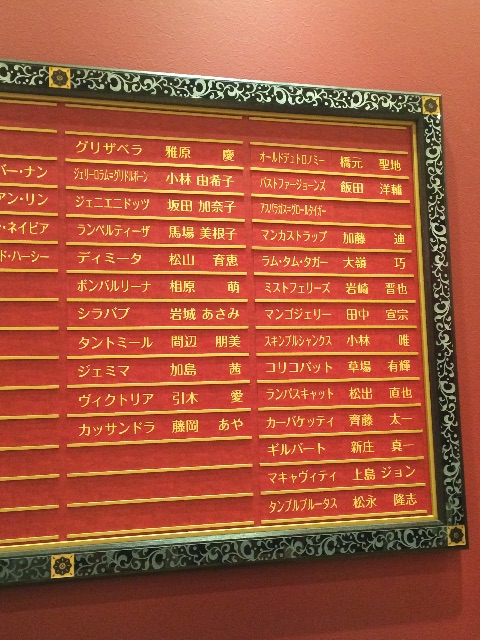 バー・ナン
アン・リン
・ネイビア
ド・ハーシー
グリザベラ 雅原 慶
ジェリーロラム=グリドルボーン 小林 由希子
ジェニエニドッツ 坂田 加奈子
ランペルティーザ 馬場 美根子
ディミータ 松山 育恵
ボンバルリーナ 相原 萌
シラバブ 岩城 あさみ
タントミール 間辺 朋美
ジェミマ 加島 茜
ヴィクトリア 引木 愛
カッサンドラ 藤岡 あや
オールドデュトロノミー 橋元 聖地
バストファージョーンズ 飯田 洋輔
アスパラガス=グロールタイガー
マンカストラップ 加藤 迪
ラム・タム・タガー 大嶺 巧
ミストフェリーズ 岩崎 晋也
マンゴジェリー 田中 宣宗
スキンブルシャンクス 小林 唯
コリコパット 草場 有輝
ランパスキャット 松出 直也
カーバケッティ 齊藤 太一
ギルバート 新庄 真一
マキャヴィティ 上島 ジョン
タンブルブルータス 松永 隆志